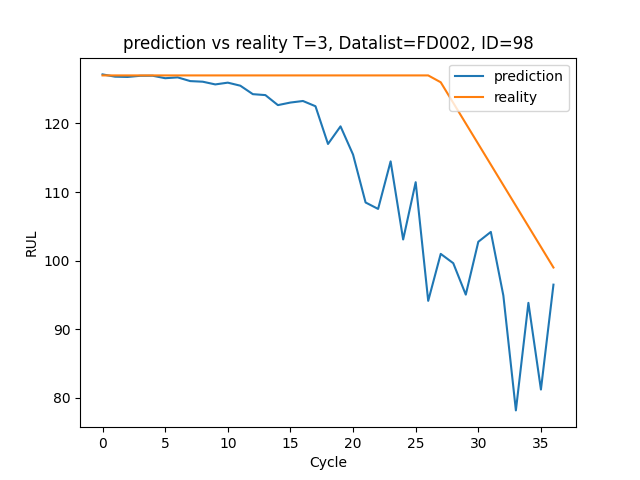 prediction vs reality T=3, Datalist=FD002, ID=98
prediction
reality
120
110
100
90
80
RUL
0 5 10 15 20 25 30 35
Cycle